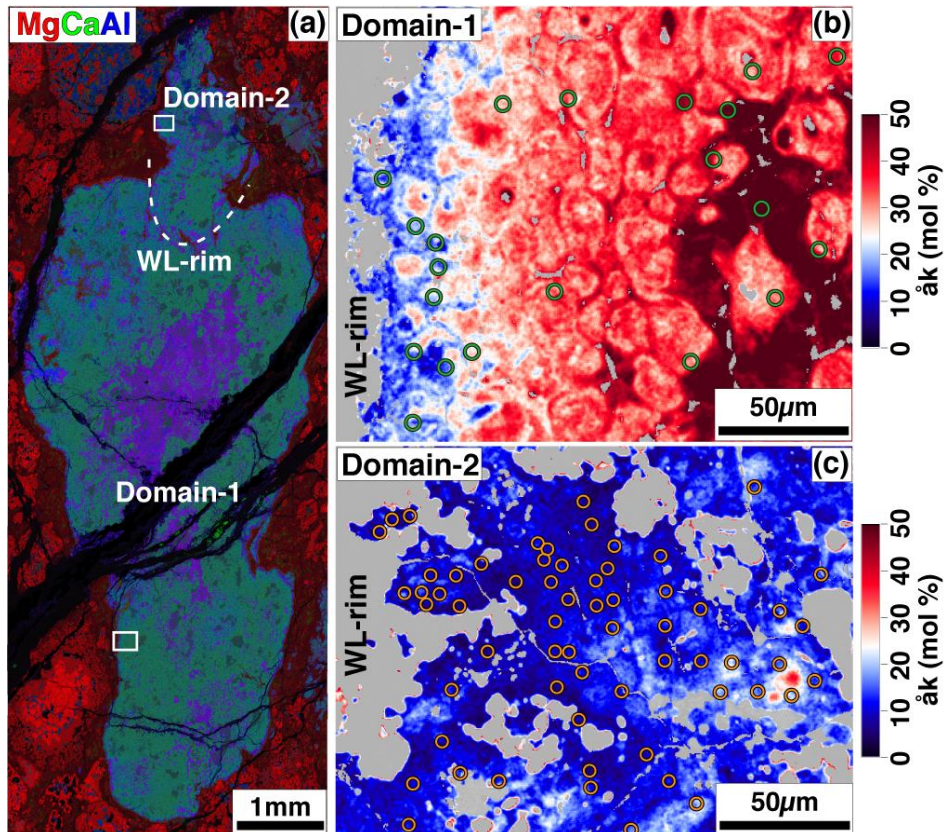 MgCaAl
(a)
Domain-2
WL-rim
Domain-1
1mm
Domain-1
(b)
WL-rim
50µm
50
40
30
20
10
0
åk (mol %)
Domain-2
(c)
WL-rim
50µm
50
40
30
20
10
0
åk (mol %)